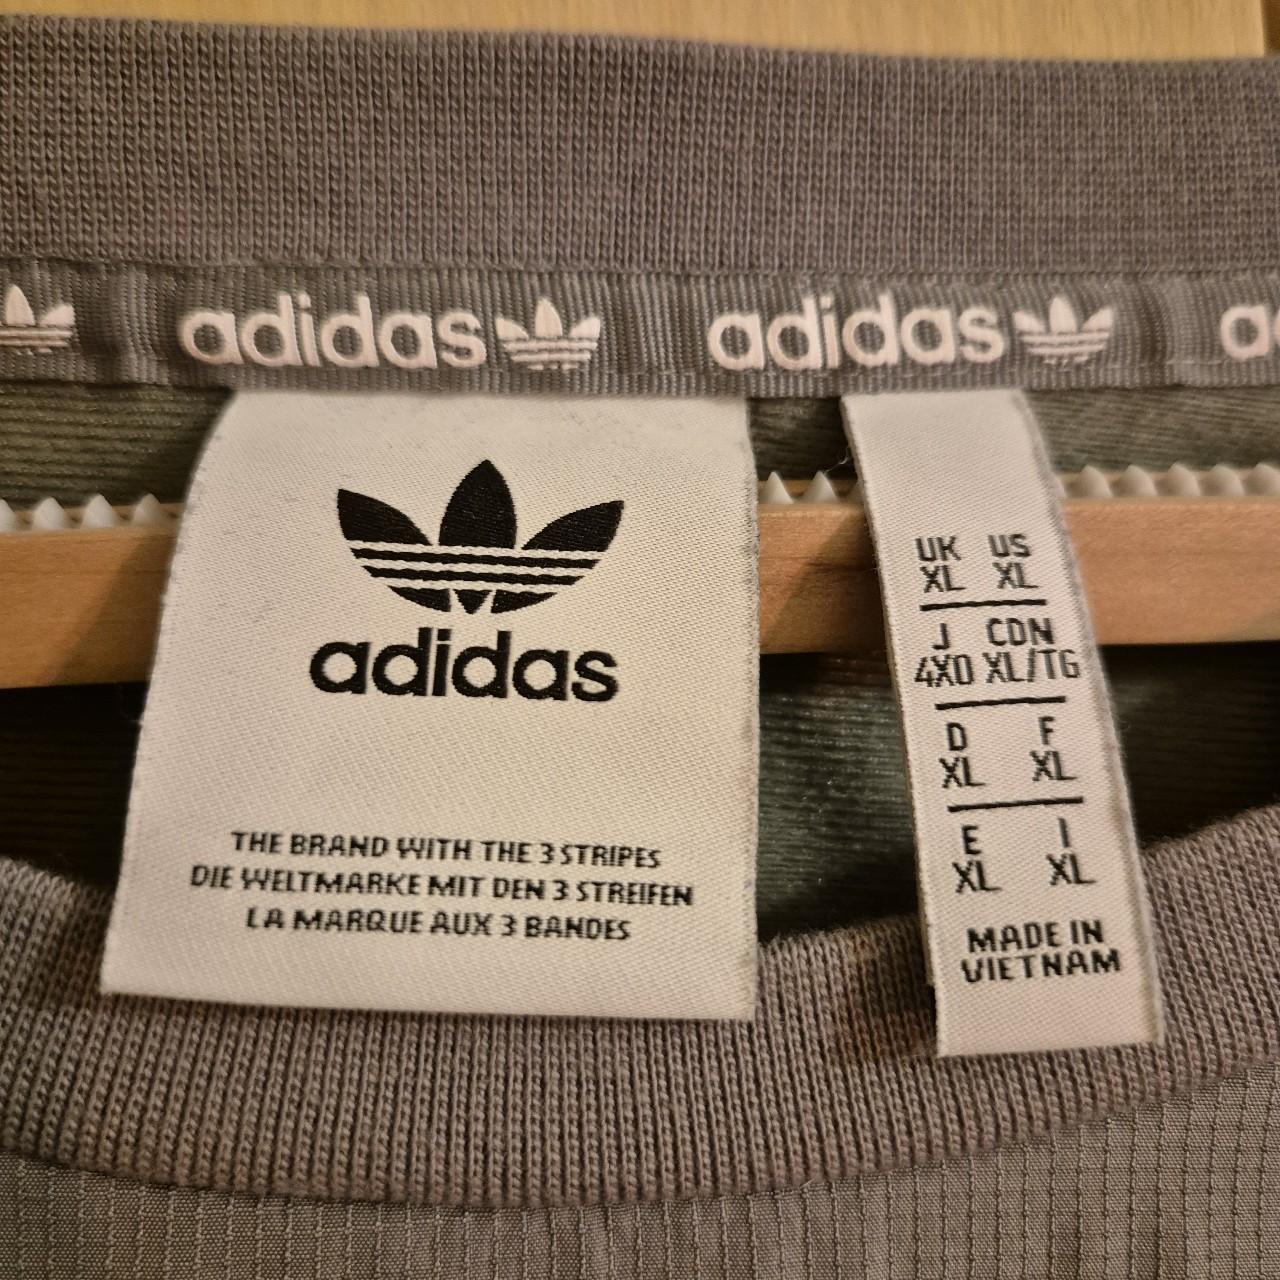 adidas adidas a
adidas
THE BRAND WITH THE 3 STRIPES
DIE WELTMARKE MIT DEN 3 STREIFEN
LA MARQUE AUX 3 BANDES
UK US
XL XL
J CDN
4XO XL/TG
D F
XL XL
E I
XL XL
MADE IN
VIETNAM